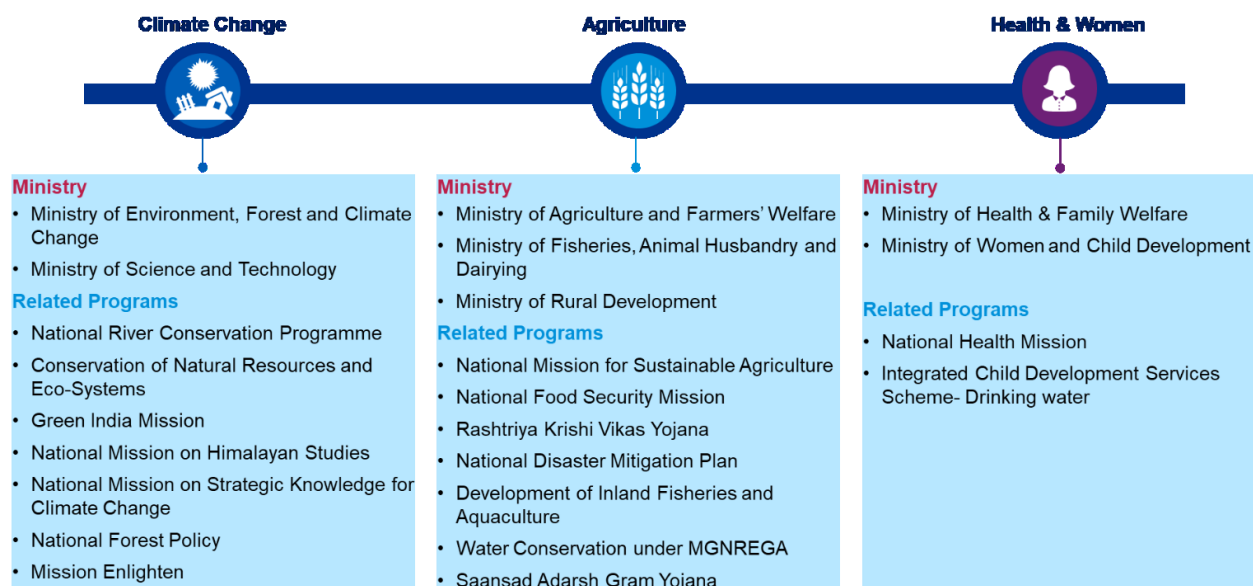 Climate Change
Agriculture
Health & Women
Ministry
• Ministry of Environment, Forest and Climate
Change
• Ministry of Science and Technology
Related Programs
• National River Conservation Programme
• Conservation of Natural Resources and
Eco-Systems
• Green India Mission
• National Mission on Himalayan Studies
• National Mission on Strategic Knowledge for
Climate Change
• National Forest Policy
• Mission Enlighten
Ministry
• Ministry of Agriculture and Farmers’ Welfare
• Ministry of Fisheries, Animal Husbandry and
Dairying
• Ministry of Rural Development
Related Programs
• National Mission for Sustainable Agriculture
• National Food Security Mission
• Rashtriya Krishi Vikas Yojana
• National Disaster Mitigation Plan
• Development of Inland Fisheries and
Aquaculture
• Water Conservation under MGNREGA
• Saansad Adarsh Gram Yojana
Ministry
• Ministry of Health & Family Welfare
• Ministry of Women and Child Development
Related Programs
• National Health Mission
• Integrated Child Development Services
Scheme- Drinking water